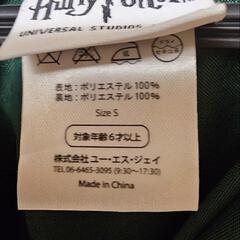 Harry Potter
UNIVERSAL STUDIOS
表地：ポリエステル100%
裏地：ポリエステル100%
Size S
対象年齢6才以上
株式会社ユー・エス・ジェイ
TEL.06-6465-3095 (9:30～17:30)
Made in China